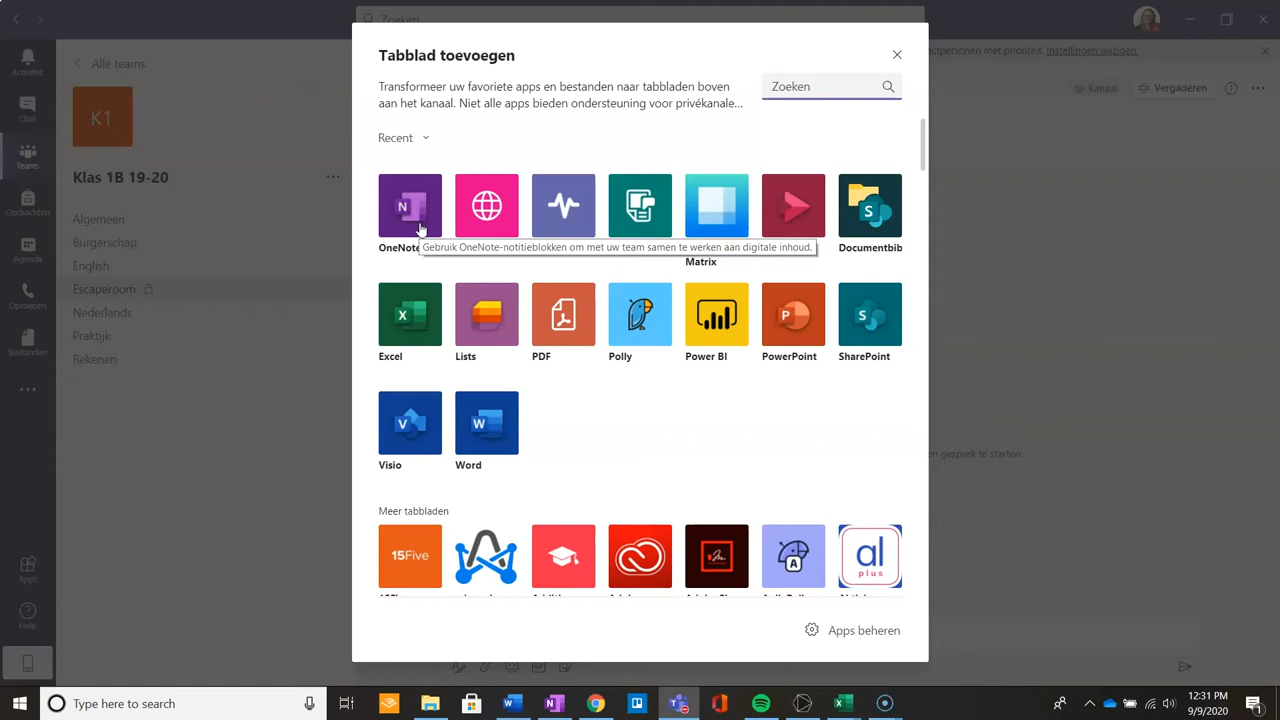 Zoeken
Tabblad toevoegen
Transformeer uw favoriete apps en bestanden naar tabbladen boven
aan het kanaal. Niet alle apps bieden ondersteuning voor privékanale...
Zoeken
Recent
N
OneNote
Gebruik OneNote-notitieblokken om met uw team samen te werken aan digitale inhoud.
Matrix
S
Documentbib
X
Excel
Lists
PDF
Polly
Power BI
P
PowerPoint
S
SharePoint
V
Visio
W
Word
Meer tabbladen
15Five
A
al
plus
Apps beheren
Activiteit
Chat
Teams
Opdrachten
Agenda
Oproepen
Bestanden
Apps
Help
Alle teams
K1
Klas 1B 19-20
Algemeen
Burgerschap
English
Escaperoom
Nederlands
Praktijk
Rekenen
personen met prioriteit. Instellingen wijzigen.
Kanaal
Vergaderen
en gesprek te starten.
Type here to search
12:31 PM
9/9/2020